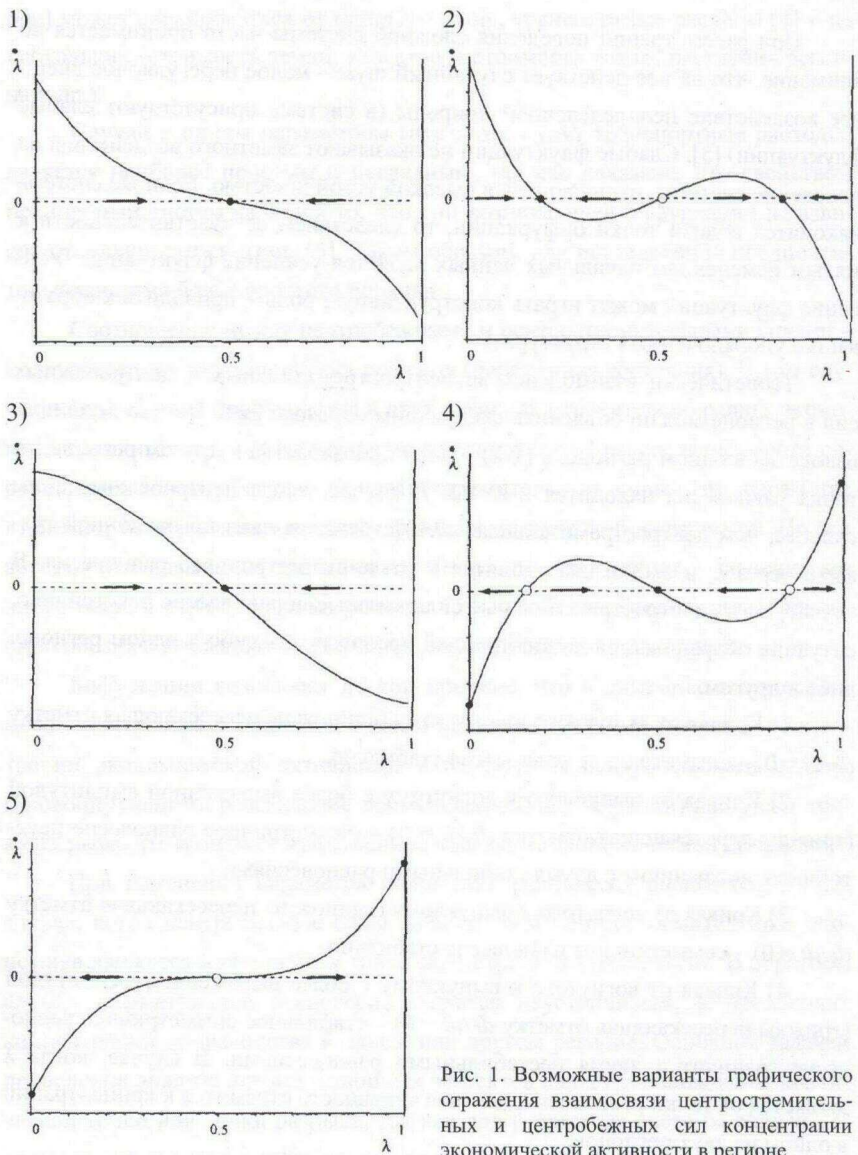 1)
2)
λ̇
λ̇
0
0
0
0.5
1
0
0.5
1
λ
λ
3)
4)
λ̇
λ̇
0
0
0
0.5
1
0
0.5
1
λ
λ
5)
λ̇
0
0
0.5
1
λ
Рис. 1. Возможные варианты графического
отражения взаимосвязи центростремитель-
ных и центробежных сил концентрации
экономической активности в регионе